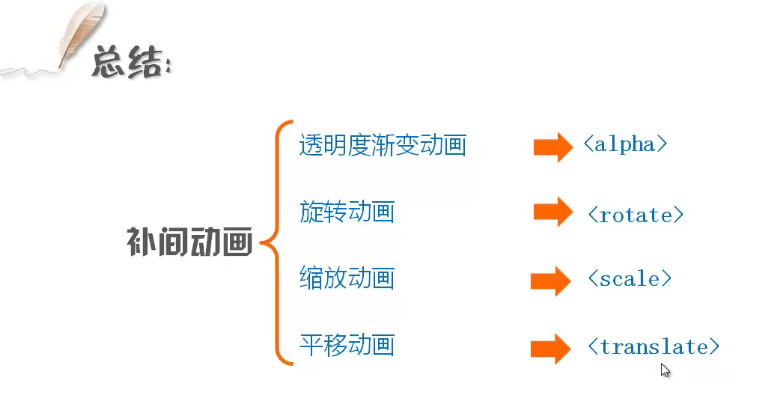 总结:
补间动画
透明度渐变动画 <alpha>
旋转动画 <rotate>
缩放动画 <scale>
平移动画 <translate>